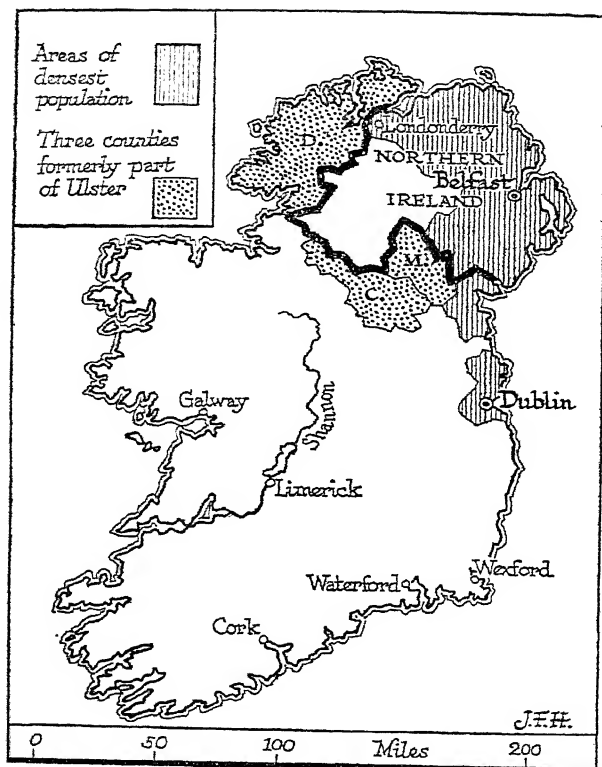 Areas of
densest
population
Three counties
formerly part
of Ulster
D.
Londonderry
NORTHERN
Belfast
IRELAND
M.
C.
Dublin
Galway
Shannon
Limerick
Wexford
Waterford
Cork
J.F.H.
0 50 100 Miles 200